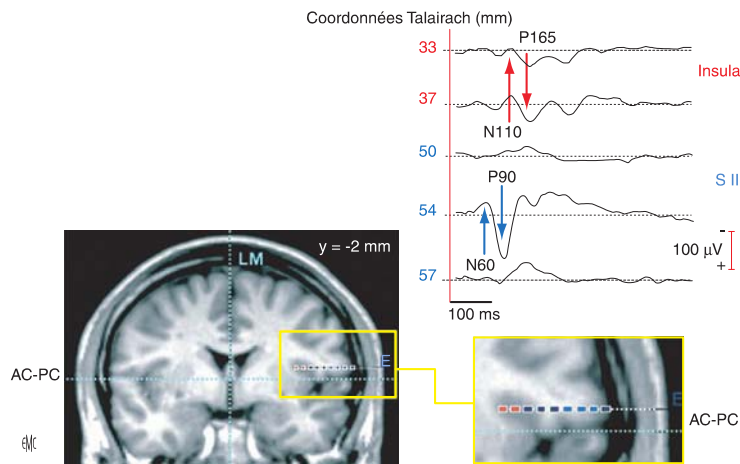 Coordonnées Talairach (mm)
33
P165
Insula
37
N110
50
P90
S II
54
-
100 µV
+
N60
57
100 ms
y = -2 mm
LM
E
AC-PC
E
AC-PC
EMC